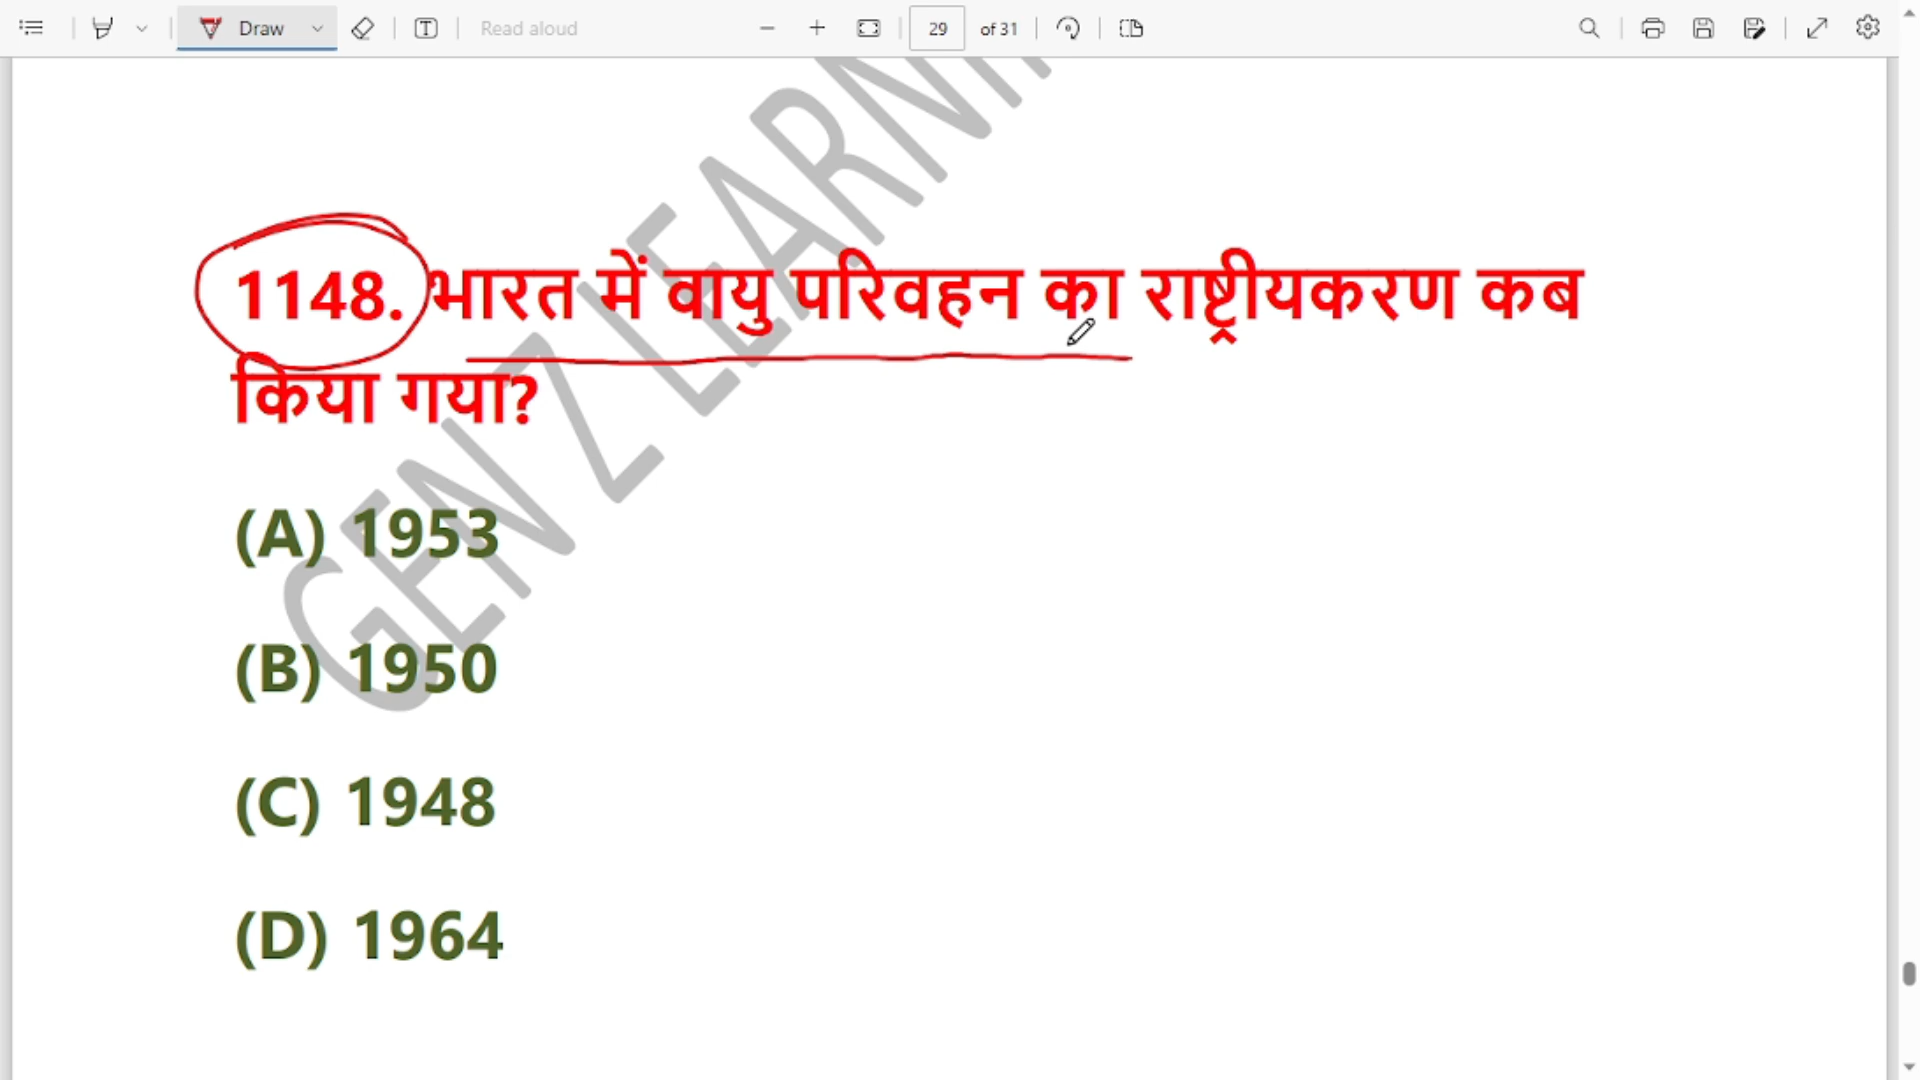 Draw
Read aloud
29 of 31
GEN Z LEARNI
1148. भारत में वायु परिवहन का राष्ट्रीयकरण कब
किया गया?
(A) 1953
(B) 1950
(C) 1948
(D) 1964